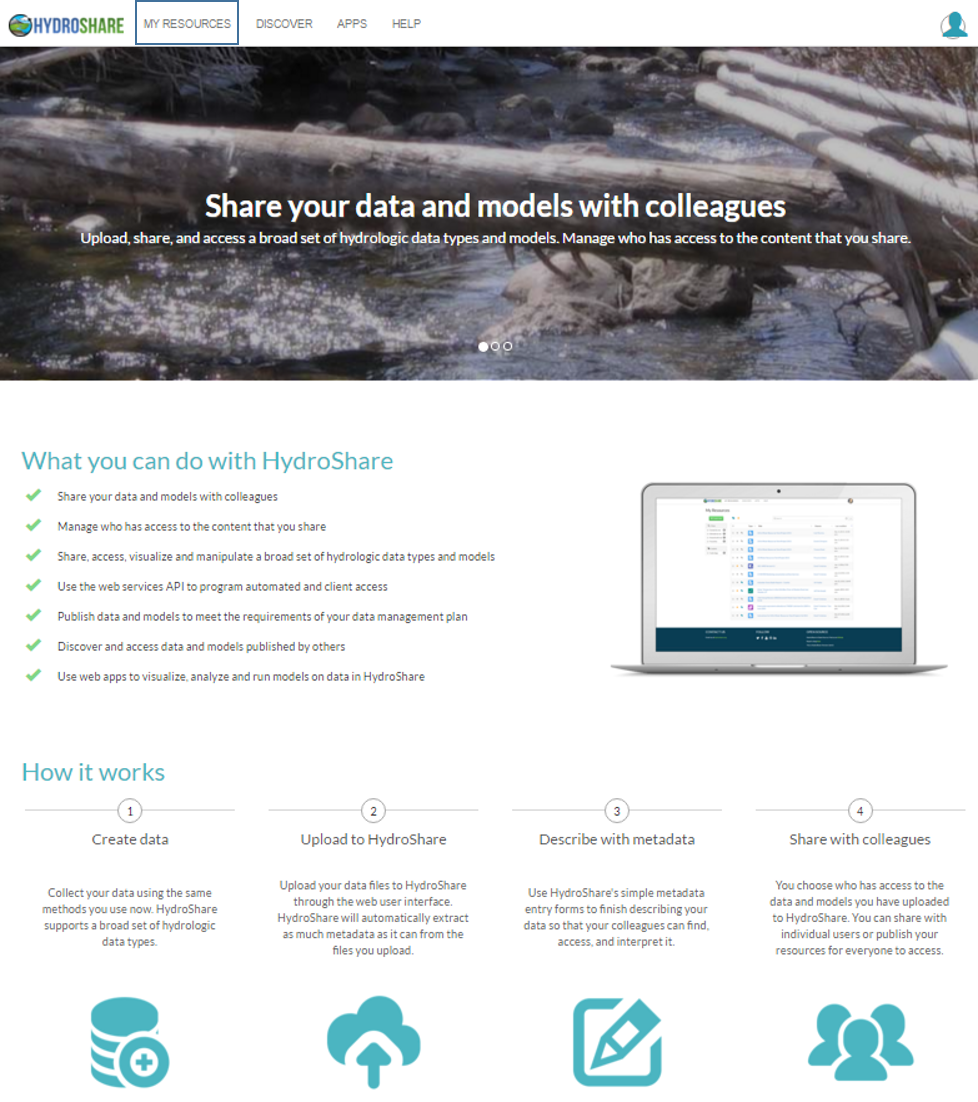 HYDROSHARE MY RESOURCES DISCOVER APPS HELP
Share your data and models with colleagues
Upload, share, and access a broad set of hydrologic data types and models. Manage who has access to the content that you share.
What you can do with HydroShare
Share your data and models with colleagues
Manage who has access to the content that you share
Share, access, visualize and manipulate a broad set of hydrologic data types and models
Use the web services API to program automated and client access
Publish data and models to meet the requirements of your data management plan
Discover and access data and models published by others
Use web apps to visualize, analyze and run models on data in HydroShare
My Resources
CONTACT US
FOLLOW
How it works
1
Create data
Collect your data using the same
methods you use now. HydroShare
supports a broad set of hydrologic
data types.
2
Upload to HydroShare
Upload your data files to HydroShare
through the web user interface.
HydroShare will automatically extract
as much metadata as it can from the
files you upload.
3
Describe with metadata
Use HydroShare's simple metadata
entry forms to finish describing your
data so that your colleagues can find,
access, and interpret it.
4
Share with colleagues
You choose who has access to the
data and models you have uploaded
to HydroShare. You can share with
individual users or publish your
resources for everyone to access.